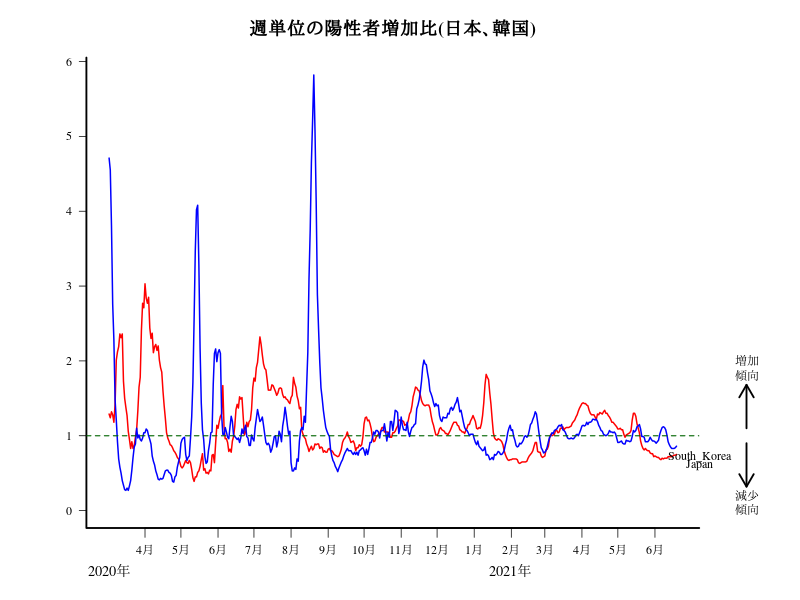 週単位の陽性者増加比(日本、韓国)
6
5
4
3
2
1
0
増加
傾向
South_Korea
Japan
減少
傾向
4月 5月 6月 7月 8月 9月 10月 11月 12月 1月 2月 3月 4月 5月 6月
2020年 2021年